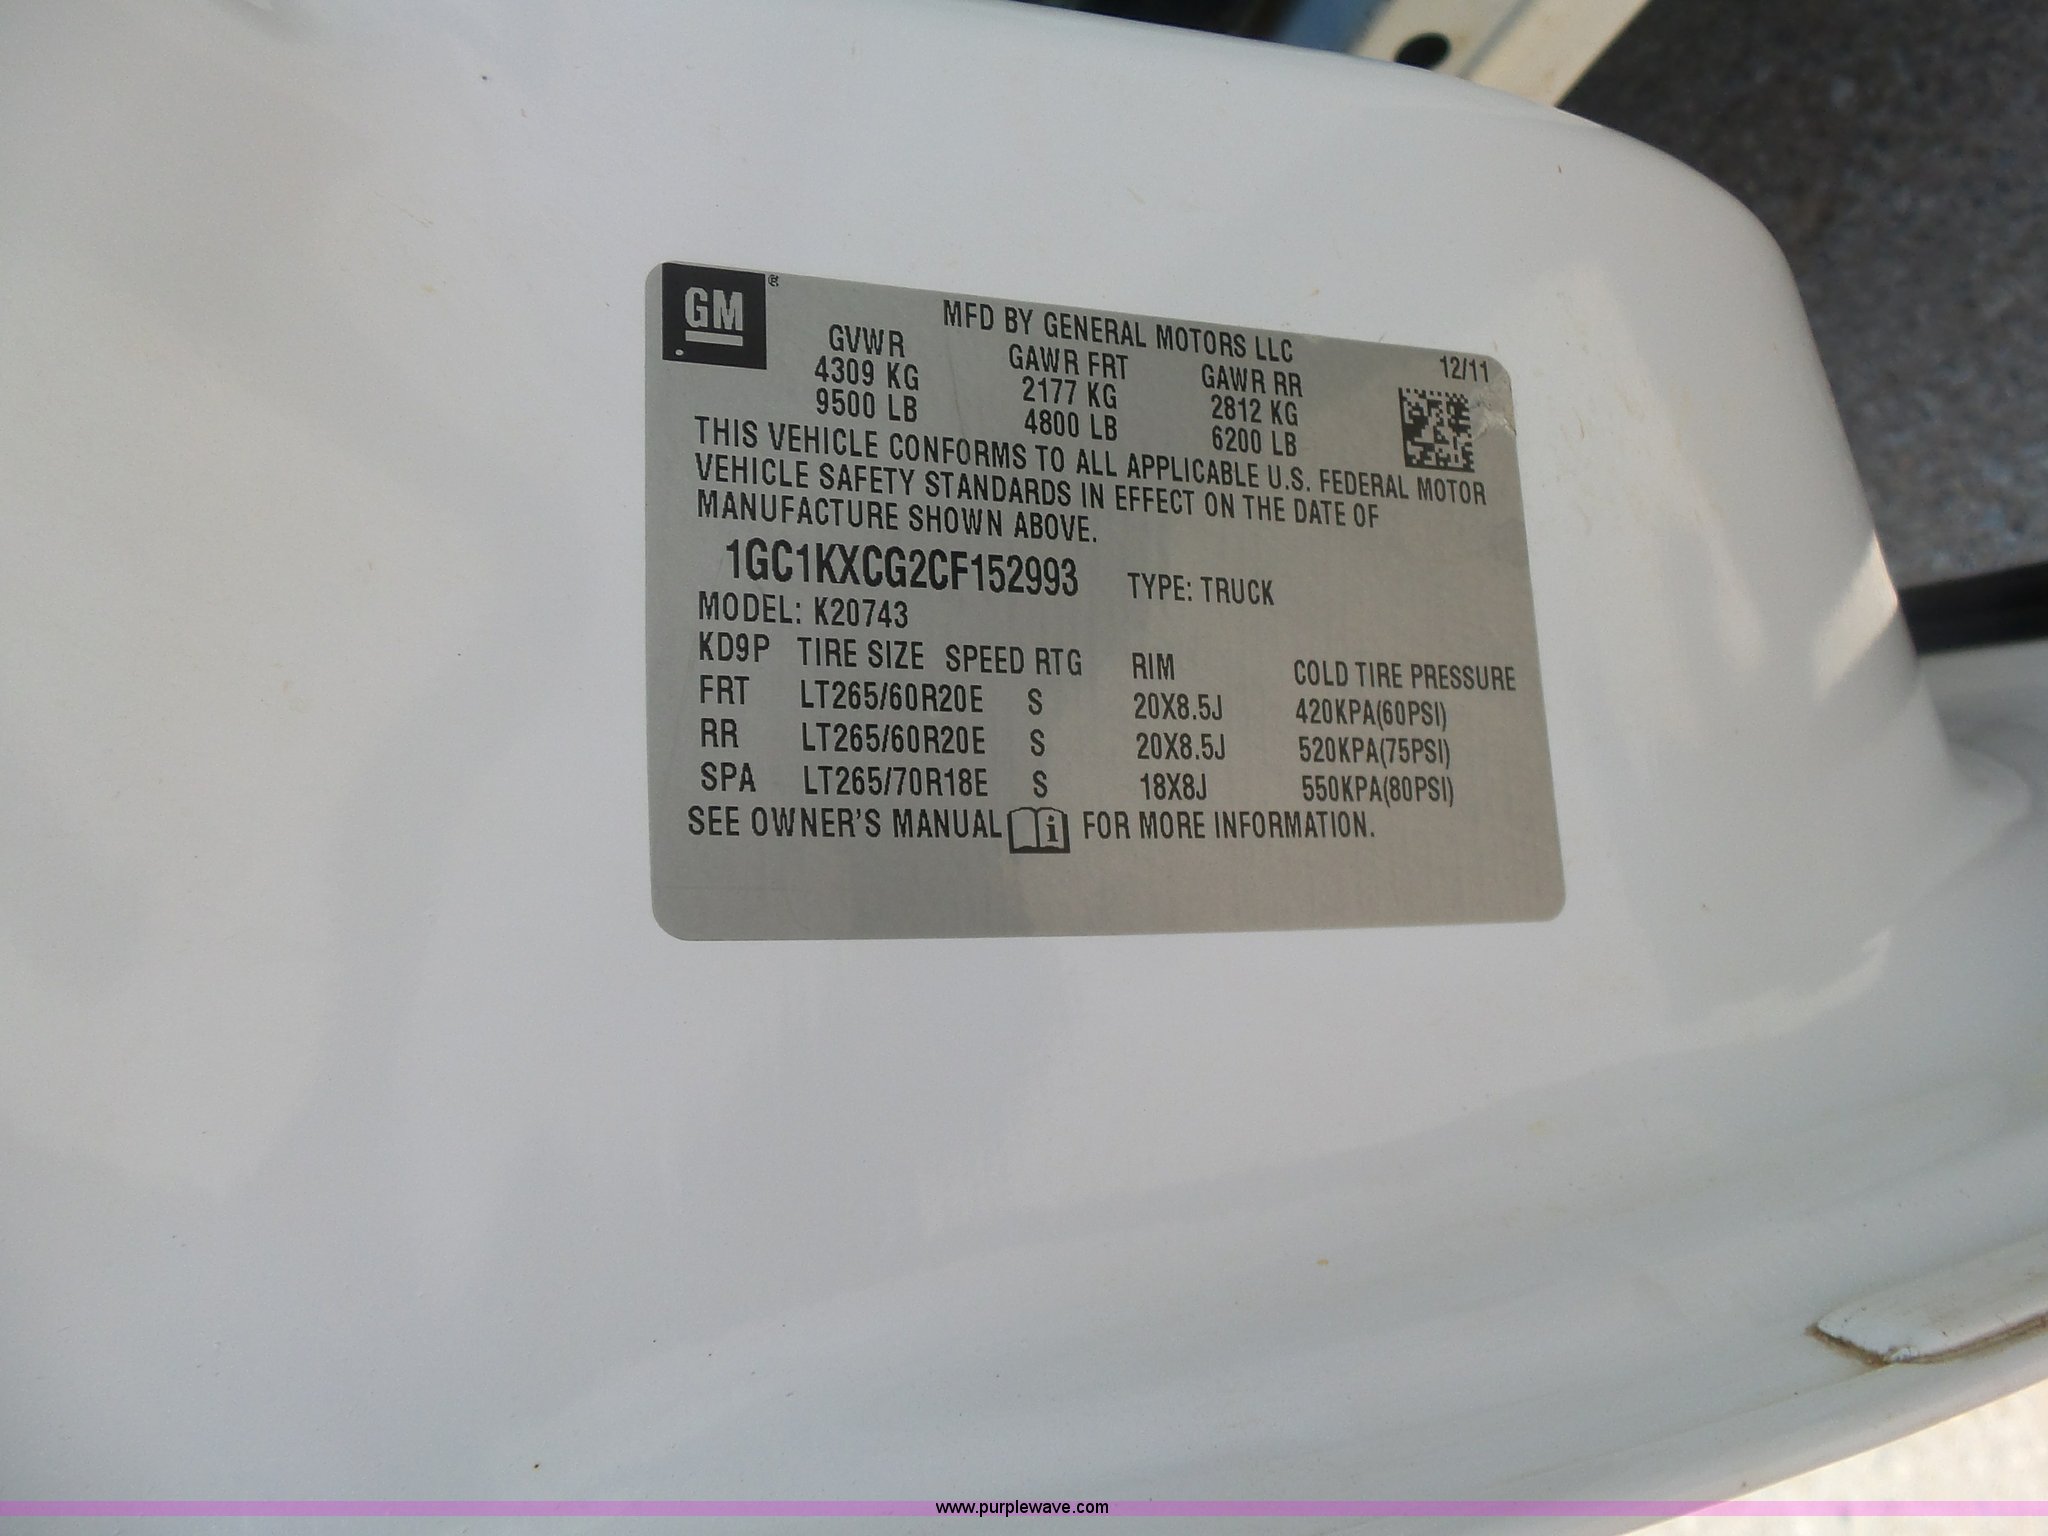 GM
MFD BY GENERAL MOTORS LLC
12/11
GVWR GAWR FRT GAWR RR
4309 KG 2177 KG 2812 KG
9500 LB 4800 LB 6200 LB
THIS VEHICLE CONFORMS TO ALL APPLICABLE U.S. FEDERAL MOTOR
VEHICLE SAFETY STANDARDS IN EFFECT ON THE DATE OF
MANUFACTURE SHOWN ABOVE.
1GC1KXCG2CF152993 TYPE: TRUCK
MODEL: K20743
KD9P TIRE SIZE SPEED RTG RIM COLD TIRE PRESSURE
FRT LT265/60R20E S 20X8.5J 420KPA(60PSI)
RR LT265/60R20E S 20X8.5J 520KPA(75PSI)
SPA LT265/70R18E S 18X8J 550KPA(80PSI)
SEE OWNER'S MANUAL i FOR MORE INFORMATION.
www.purplewave.com